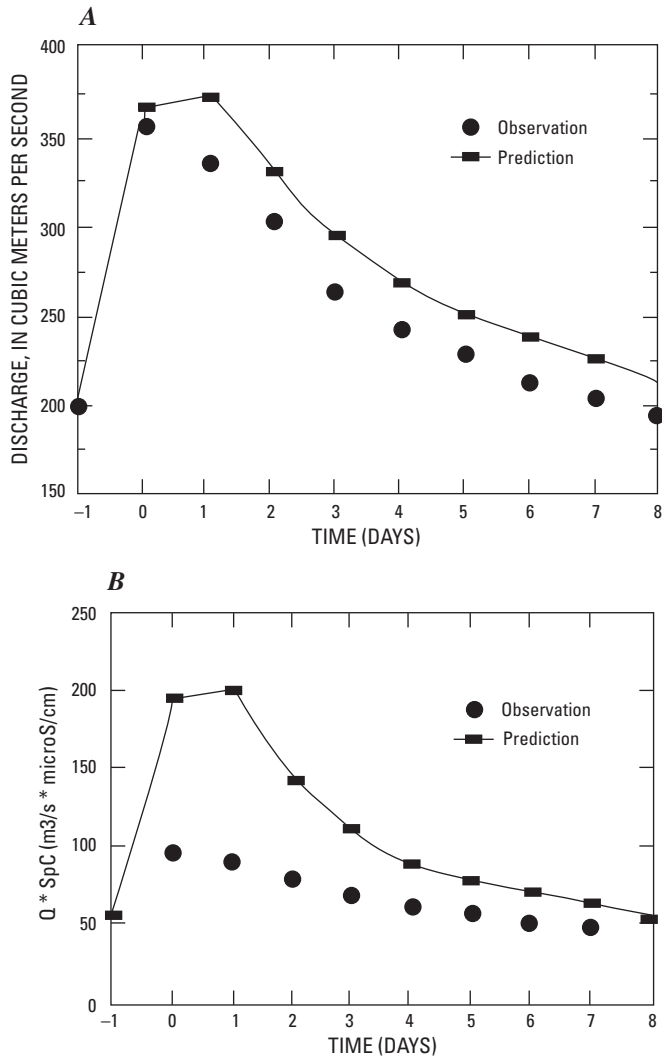 A
400
350
300
250
200
150
DISCHARGE, IN CUBIC METERS PER SECOND
Observation
Prediction
–1 0 1 2 3 4 5 6 7 8
TIME (DAYS)
B
250
200
150
100
50
0
Q * SpC (m3/s * microS/cm)
Observation
Prediction
–1 0 1 2 3 4 5 6 7 8
TIME (DAYS)